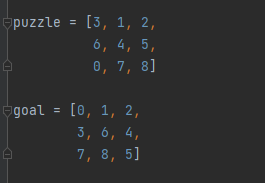 puzzle = [3, 1, 2,
6, 4, 5,
0, 7, 8]
goal = [0, 1, 2,
3, 6, 4,
7, 8, 5]